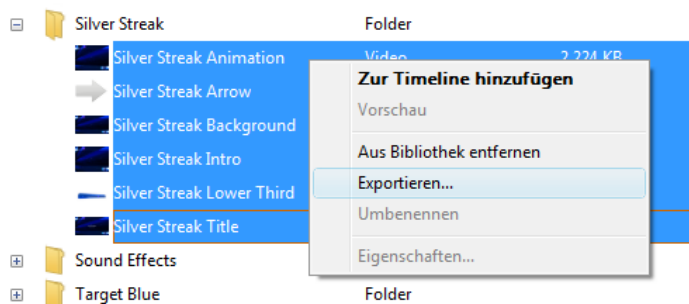 Silver Streak Folder
Silver Streak Animation Video 2.224 KB
Silver Streak Arrow
Silver Streak Background
Silver Streak Intro
Silver Streak Lower Third
Silver Streak Title
Zur Timeline hinzufügen
Vorschau
Aus Bibliothek entfernen
Exportieren...
Umbenennen
Eigenschaften...
Sound Effects
Target Blue Folder